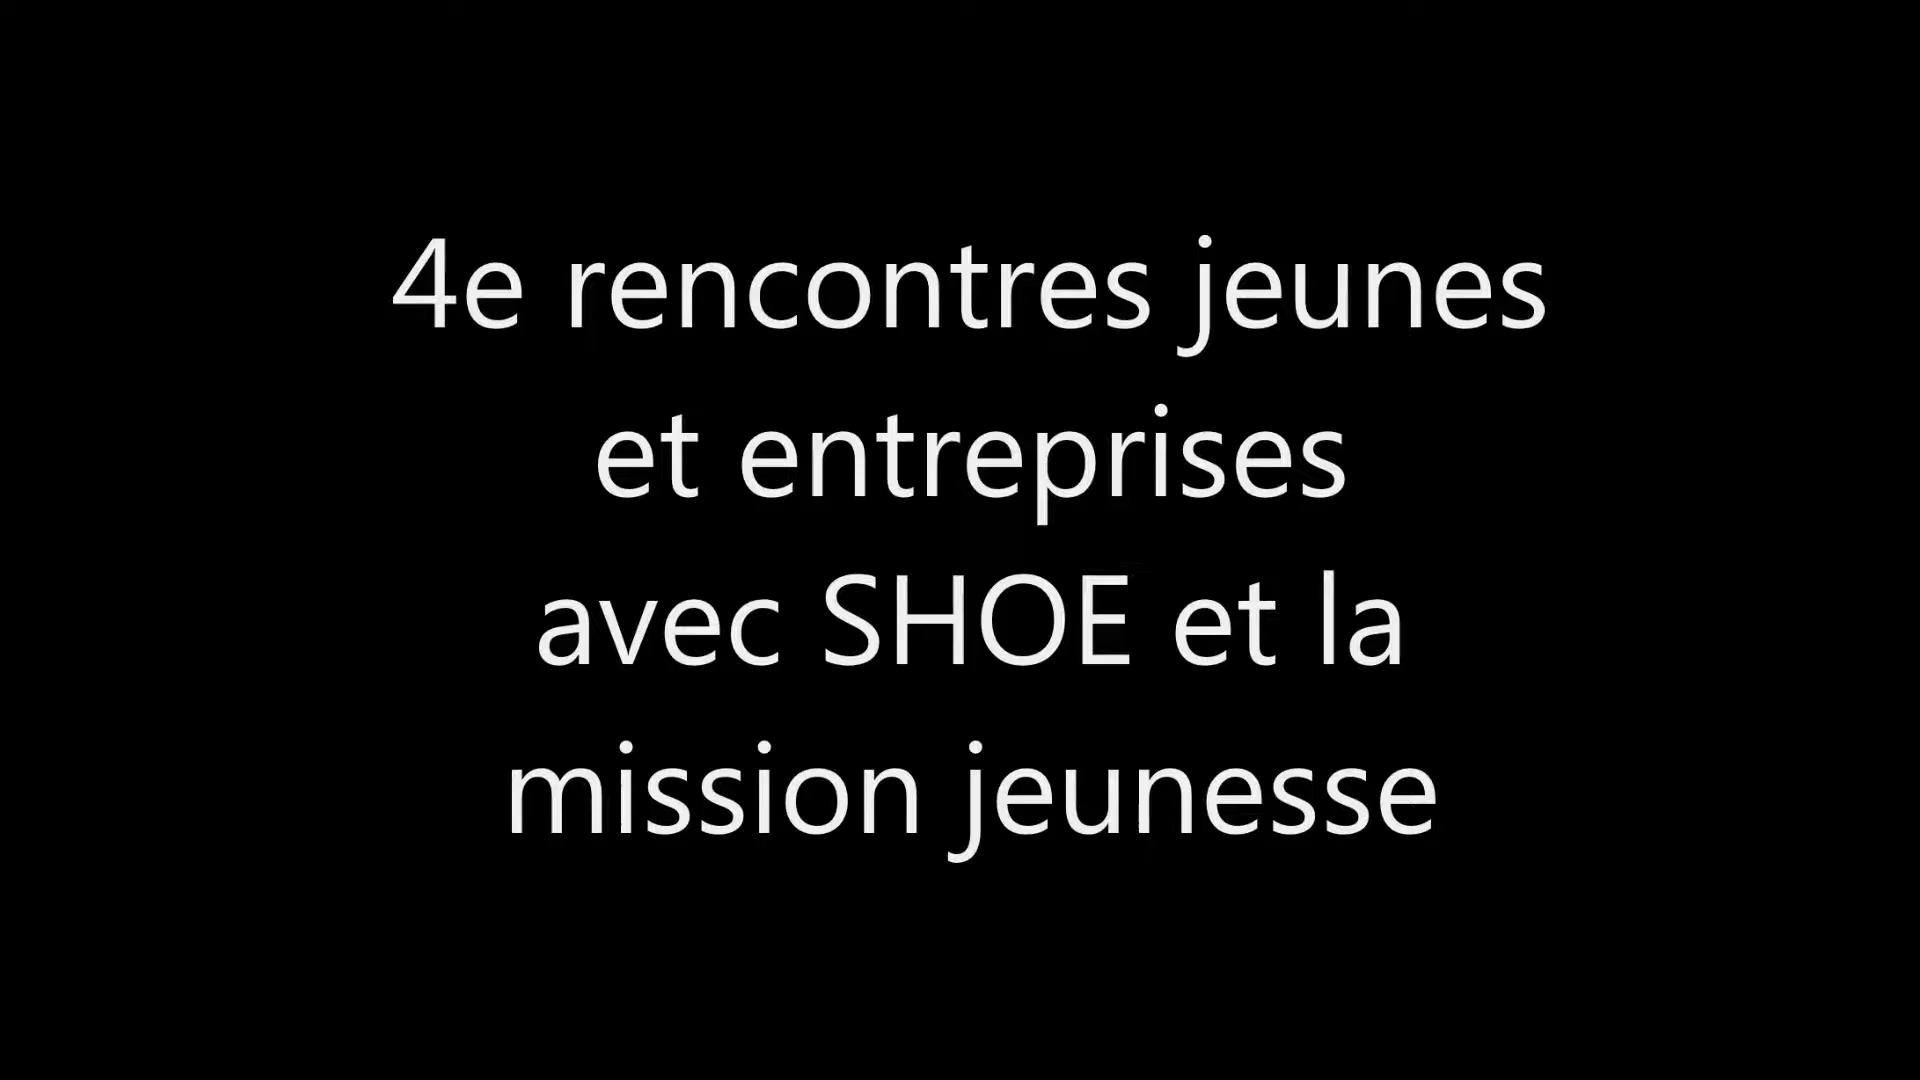 4e rencontres jeunes
et entreprises
avec SHOE et la
mission jeunesse